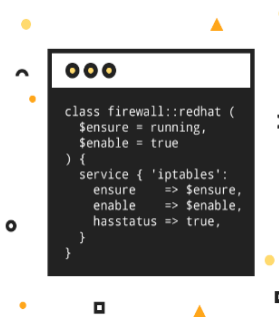 class firewall::redhat (
  $ensure = running,
  $enable = true
) {
  service { 'iptables':
    ensure    => $ensure,
    enable    => $enable,
    hasstatus => true,
  }
}